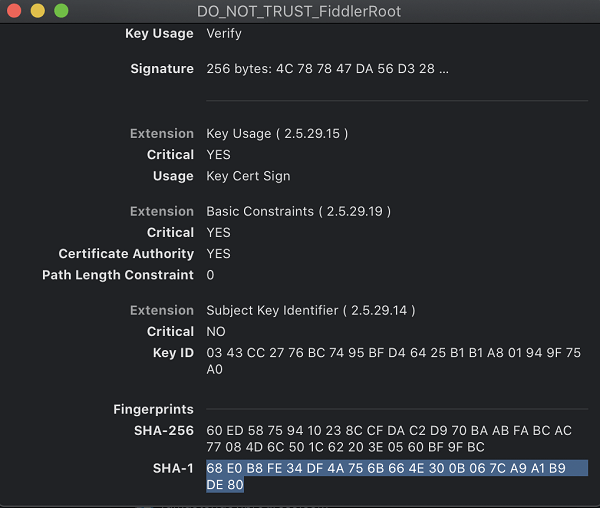 DO_NOT_TRUST_FiddlerRoot
Key Usage Verify
Signature 256 bytes: 4C 78 78 47 DA 56 D3 28 ...
Extension Key Usage ( 2.5.29.15 )
Critical YES
Usage Key Cert Sign
Extension Basic Constraints ( 2.5.29.19 )
Critical YES
Certificate Authority YES
Path Length Constraint 0
Extension Subject Key Identifier ( 2.5.29.14 )
Critical NO
Key ID 03 43 CC 27 76 BC 74 95 BF D4 64 25 B1 B1 A8 01 94 9F 75
A0
Fingerprints
SHA-256 60 ED 58 75 94 10 23 8C CF DA C2 D9 70 BA AB FA BC AC
77 08 4D 6C 50 1C 62 20 3E 05 60 BF 9F BC
SHA-1 68 E0 B8 FE 34 DF 4A 75 6B 66 4E 30 0B 06 7C A9 A1 B9
DE 80